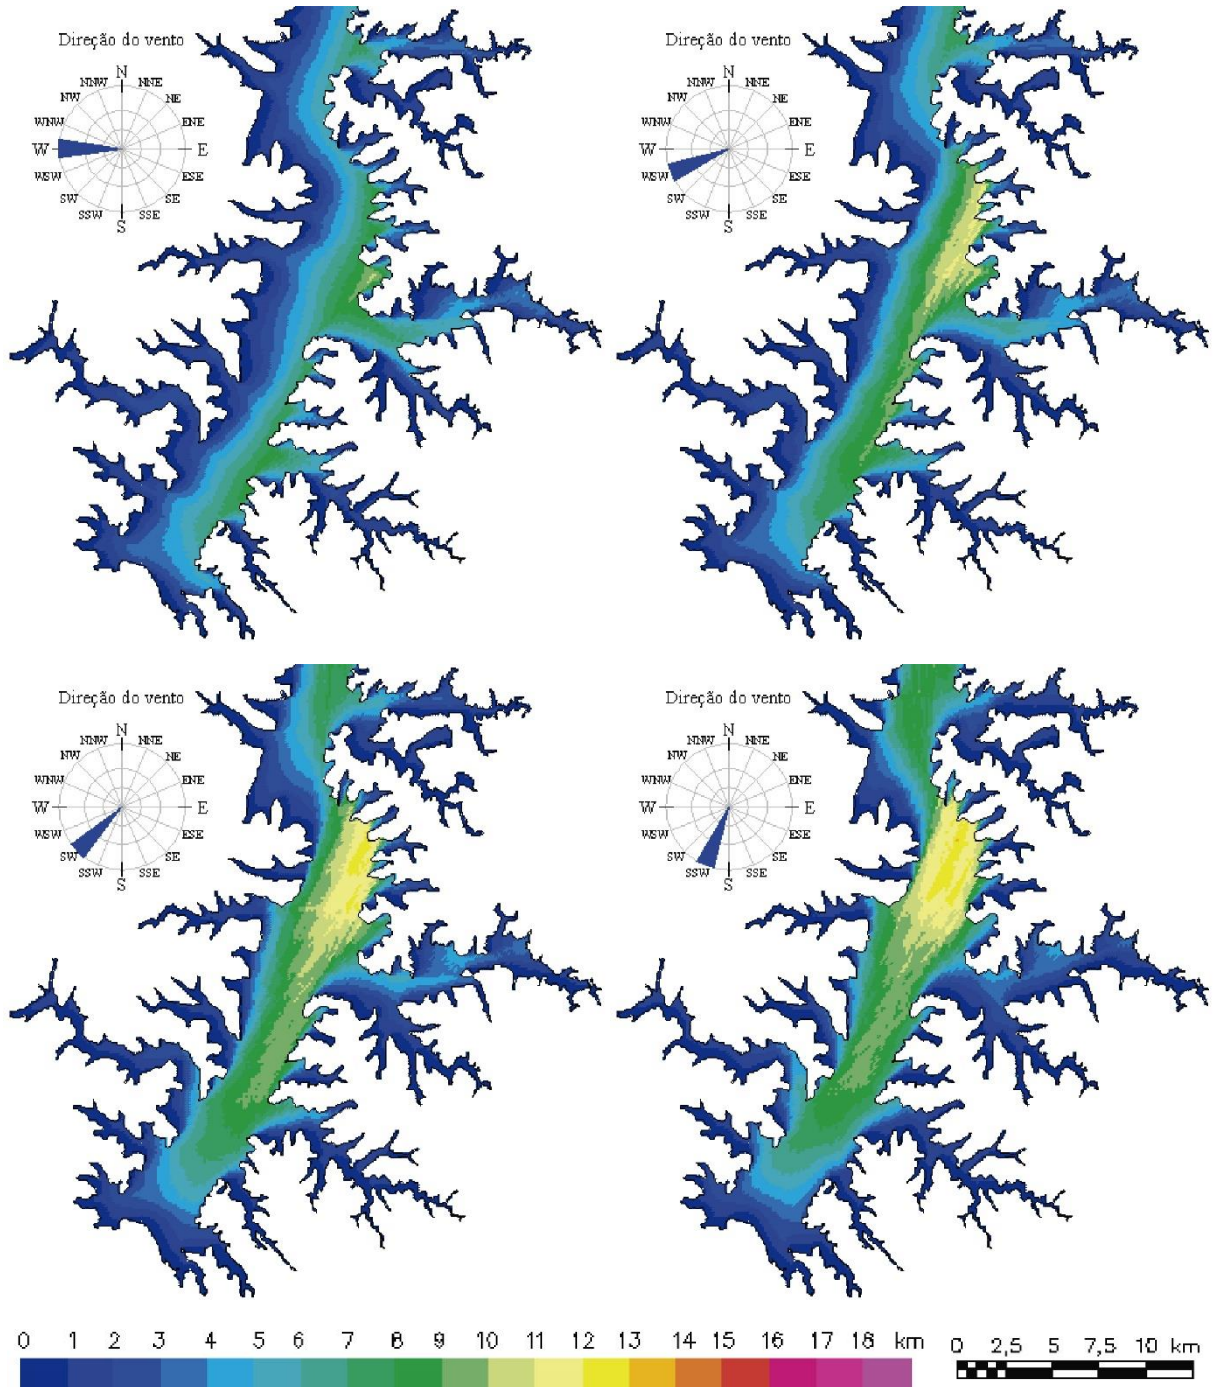 Direção do vento
N
NNW NNE
NW NE
WNW ENE
W E
WSW ESE
SW SE
SSW SSE
S
Direção do vento
N
NNW NNE
NW NE
WNW ENE
W E
WSW ESE
SW SE
SSW SSE
S
Direção do vento
N
NNW NNE
NW NE
WNW ENE
W E
WSW ESE
SW SE
SSW SSE
S
Direção do vento
N
NNW NNE
NW NE
WNW ENE
W E
WSW ESE
SW SE
SSW SSE
S
0 1 2 3 4 5 6 7 8 9 10 11 12 13 14 15 16 17 18 km
0 2,5 5 7,5 10 km